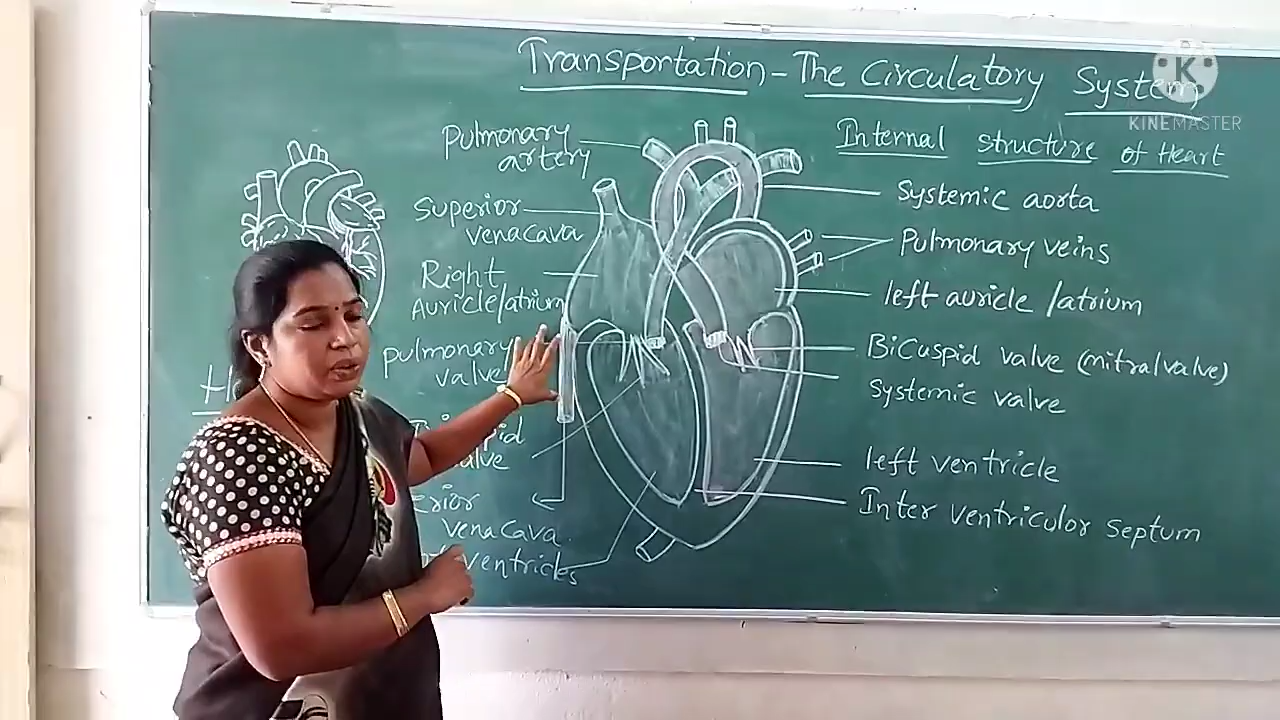 Transportation - The Circulatory System
K
KINEMASTER
Internal structure of Heart
Pulmonary
artery
Superior
venacava
Right
Auricle/atrium
pulmonary
valve
venacava
ventricles
Systemic aorta
Pulmonary veins
left auricle /atrium
Bicuspid valve (mitralvalve)
Systemic valve
left ventricle
Inter ventriculor septum